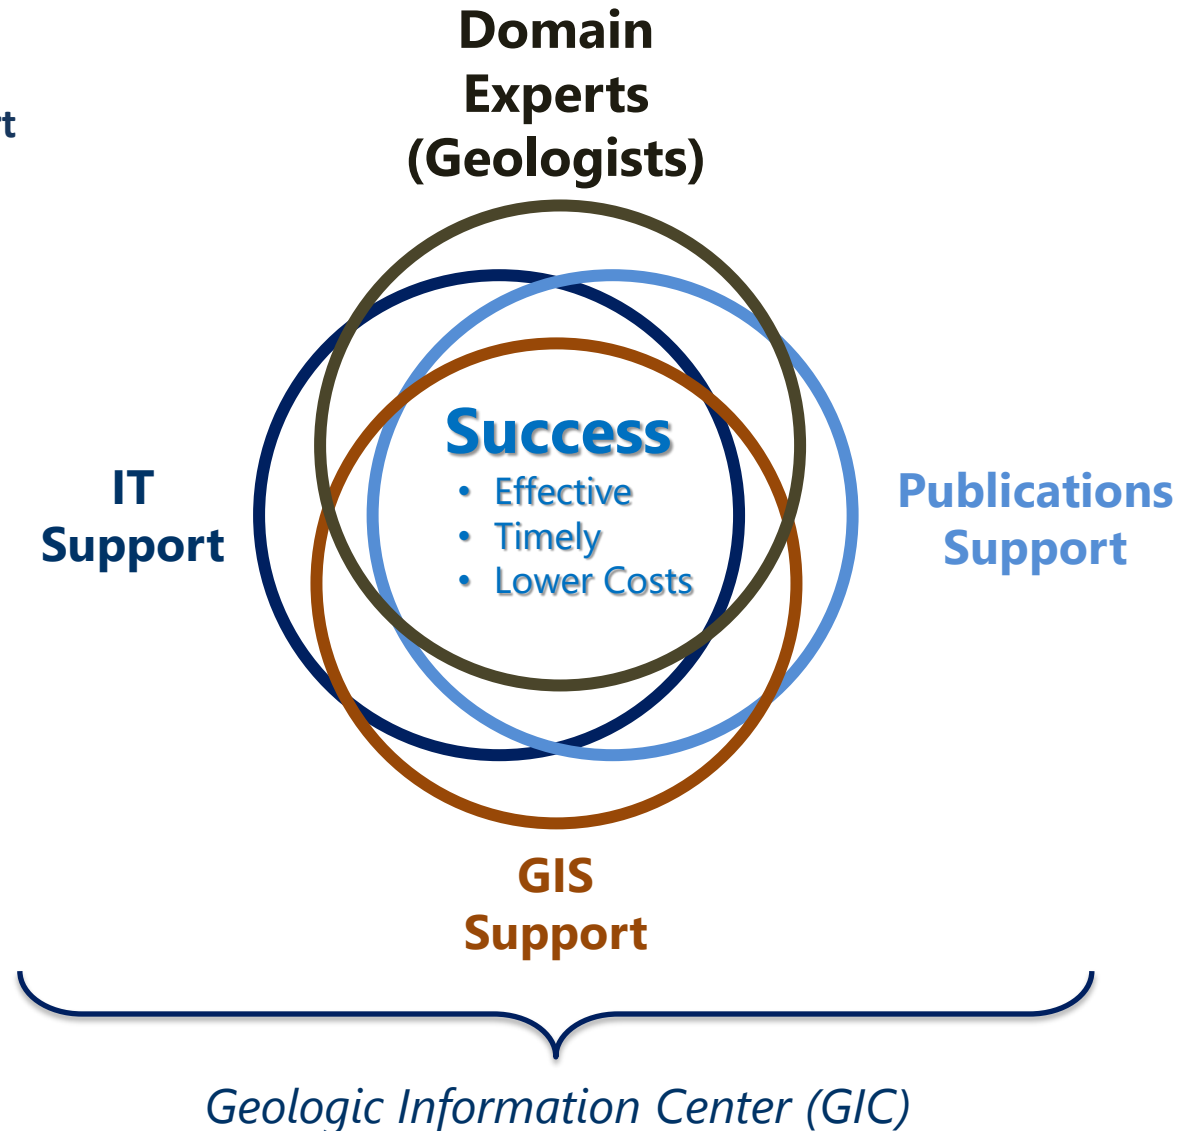 Domain
Experts
(Geologists)
Success
• Effective
• Timely
• Lower Costs
IT
Support
Publications
Support
GIS
Support
Geologic Information Center (GIC)